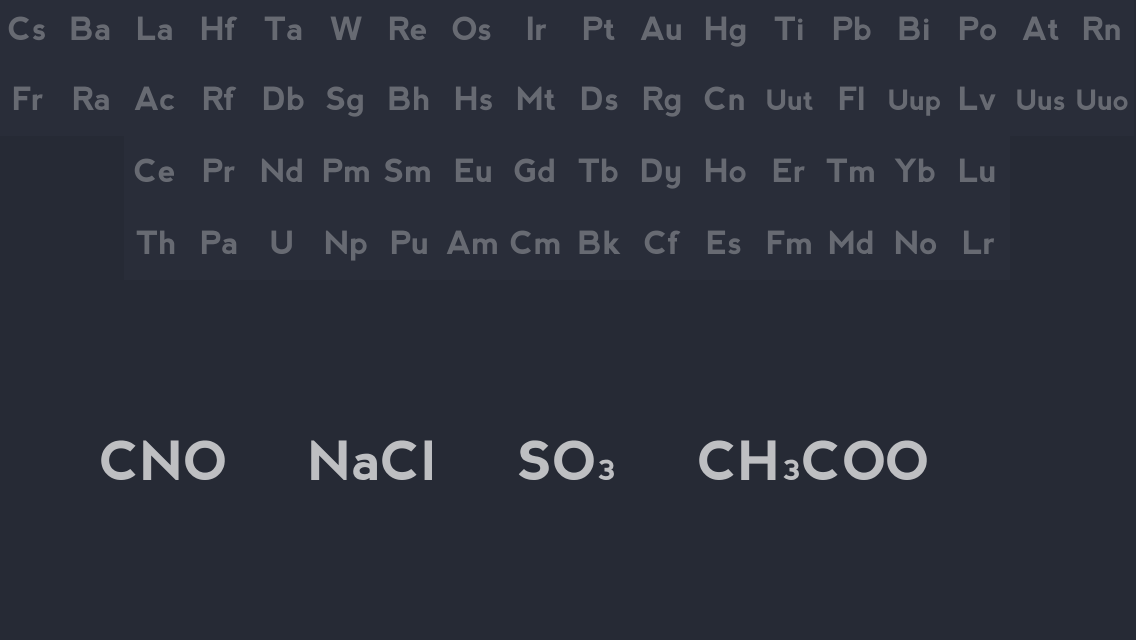 Cs Ba La Hf Ta W Re Os Ir Pt Au Hg Ti Pb Bi Po At Rn
Fr Ra Ac Rf Db Sg Bh Hs Mt Ds Rg Cn Uut Fl Uup Lv Uus Uuo
Ce Pr Nd Pm Sm Eu Gd Tb Dy Ho Er Tm Yb Lu
Th Pa U Np Pu Am Cm Bk Cf Es Fm Md No Lr
CNO NaCl SO₃ CH₃COO